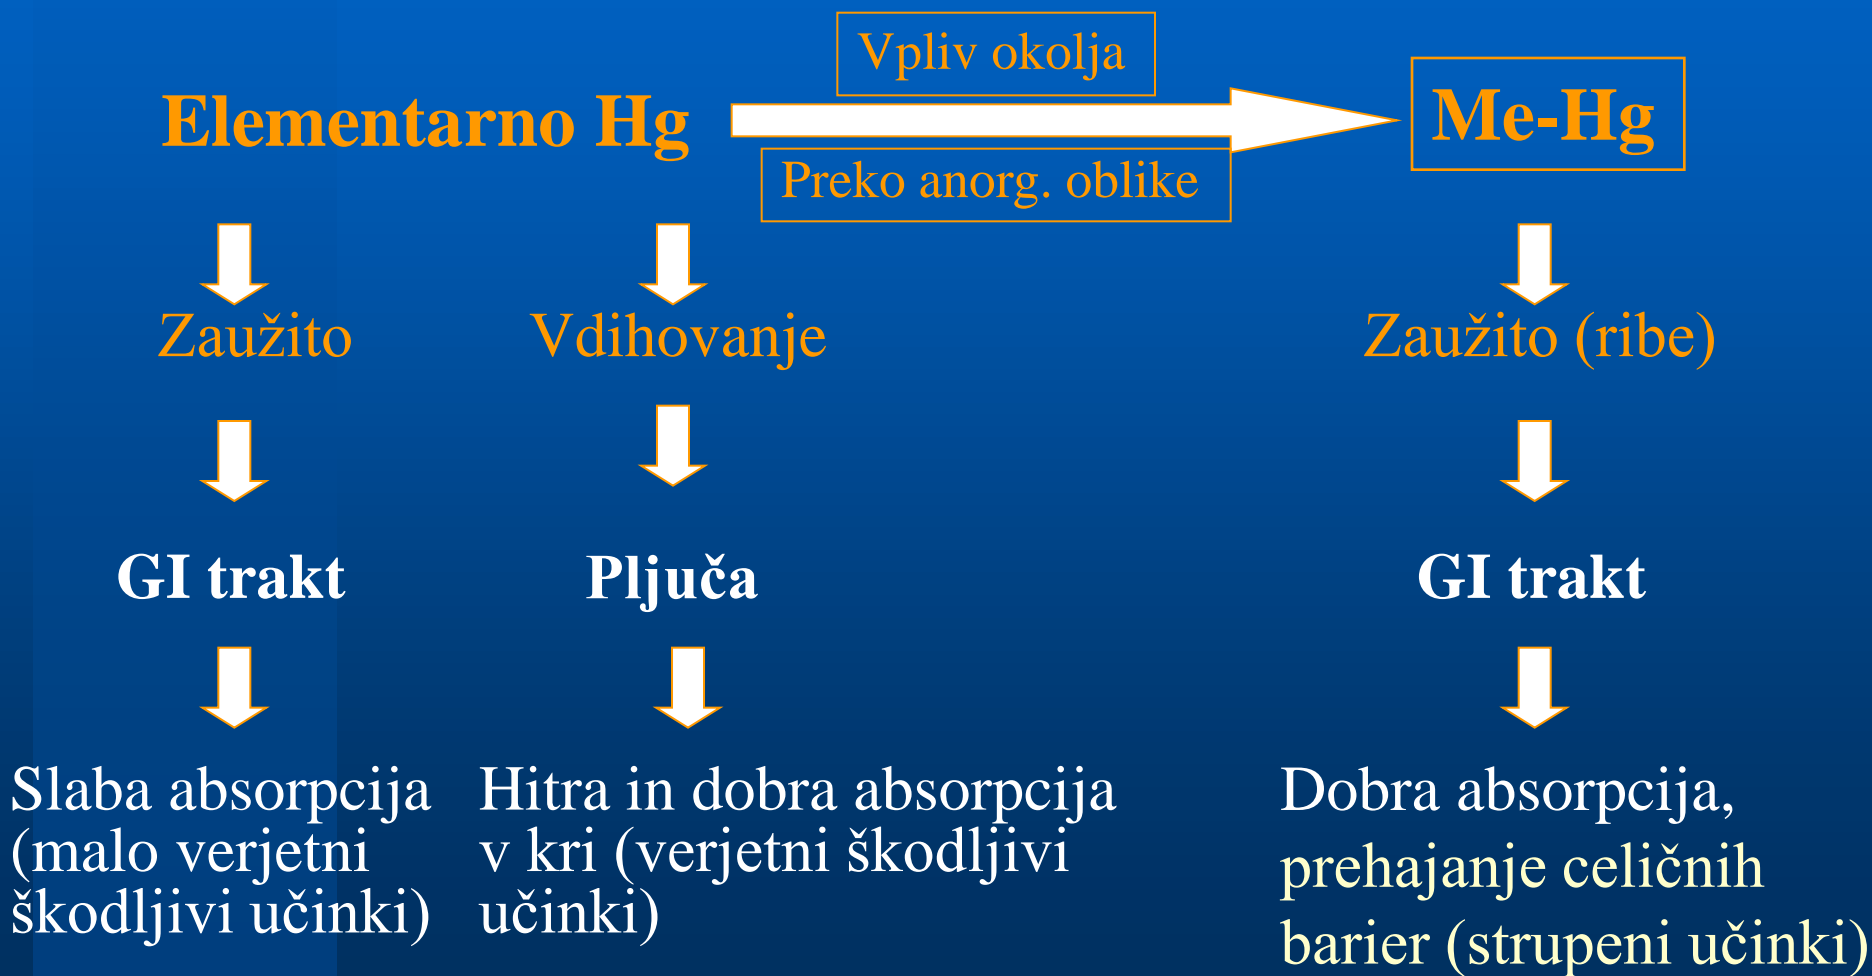 Vpliv okolja
Elementarno Hg
Me-Hg
Preko anorg. oblike
Zaužito
Vdihovanje
Zaužito (ribe)
GI trakt
Pljuča
GI trakt
Slaba absorpcija
(malo verjetni
škodljivi učinki)
Hitra in dobra absorpcija
v kri (verjetni škodljivi
učinki)
Dobra absorpcija,
prehajanje celičnih
barier (strupeni učinki)